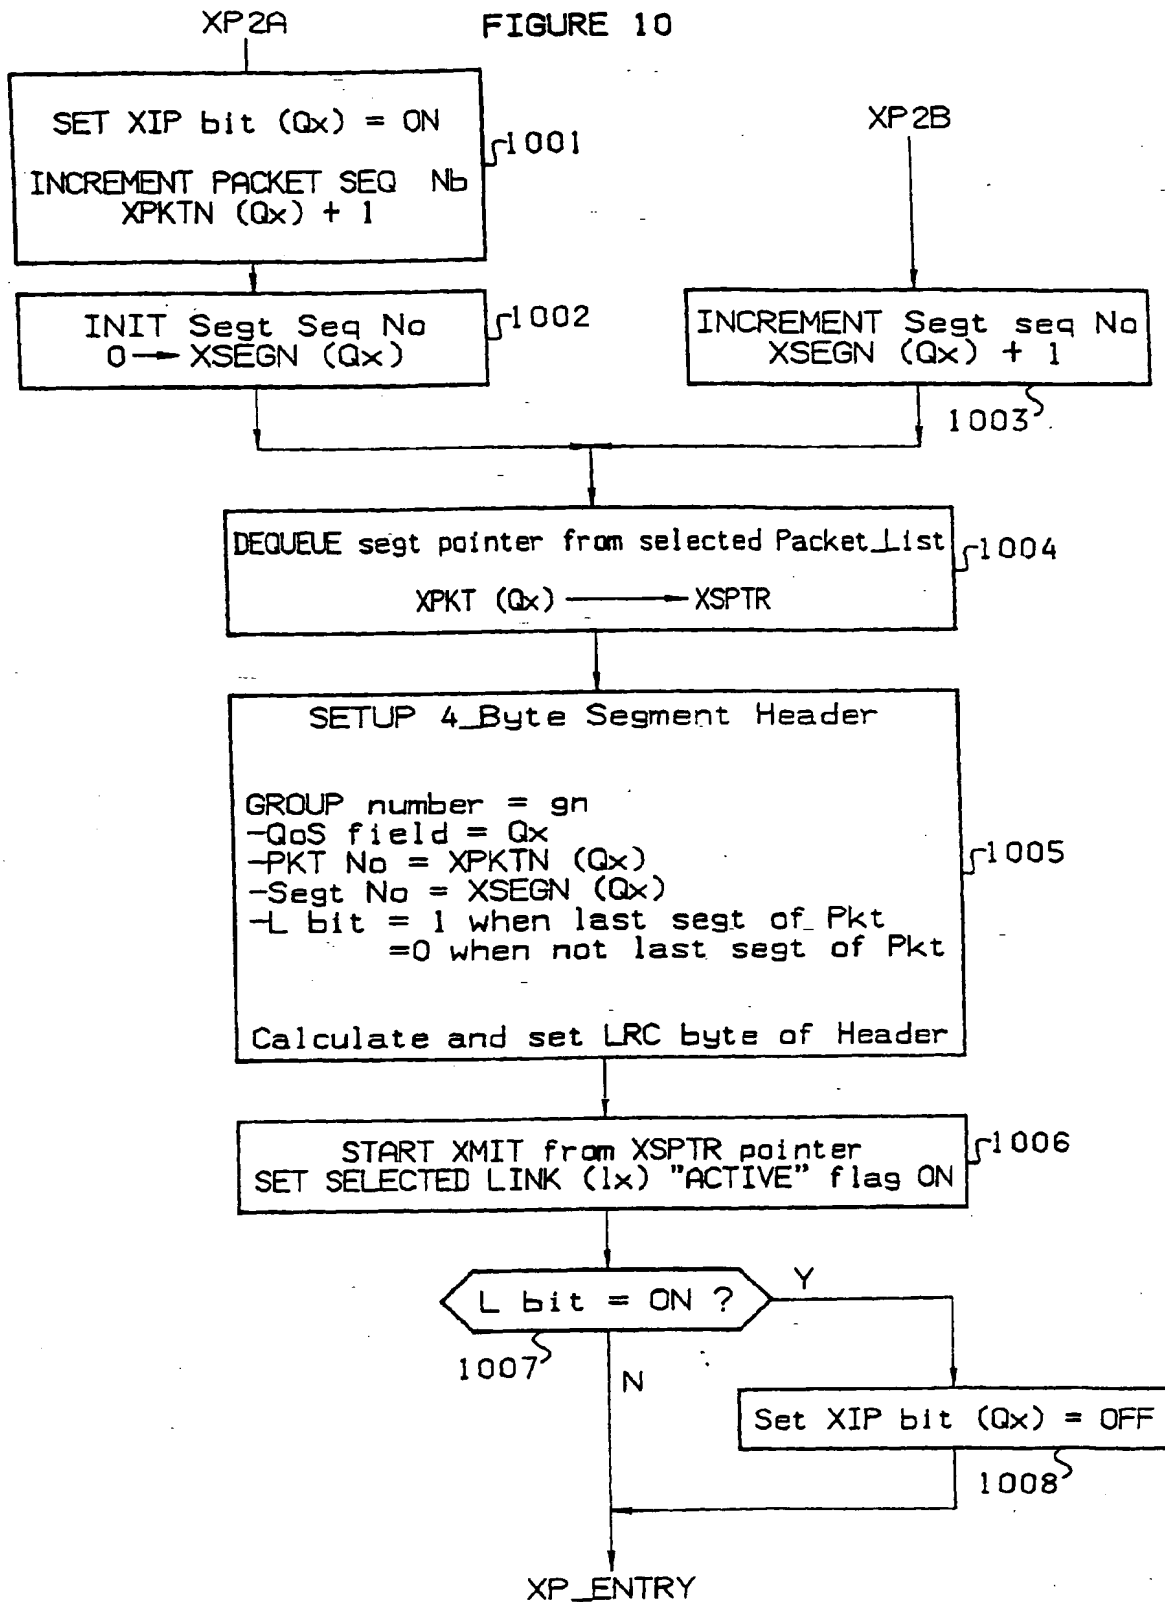 XP2A
FIGURE 10
SET XIP bit (Qx) = ON
INCREMENT PACKET SEQ Nb
XPKTN (Qx) + 1
1001
XP2B
INIT Segt Seq No
0 → XSEGN (Qx)
1002
INCREMENT Segt seq No
XSEGN (Qx) + 1
1003
DEQUEUE segt pointer from selected Packet_List
XPKT (Qx) → XSPTR
1004
SETUP 4_Byte Segment Header
GROUP number = gn
-QoS field = Qx
-PKT No = XPKTN (Qx)
-Segt No = XSEGN (Qx)
-L bit = 1 when last segt of Pkt
=0 when not last segt of Pkt
Calculate and set LRC byte of Header
1005
START XMIT from XSPTR pointer
SET SELECTED LINK (lx) "ACTIVE" flag ON
1006
L bit = ON ?
Y
1007
N
Set XIP bit (Qx) = OFF
1008
XP_ENTRY